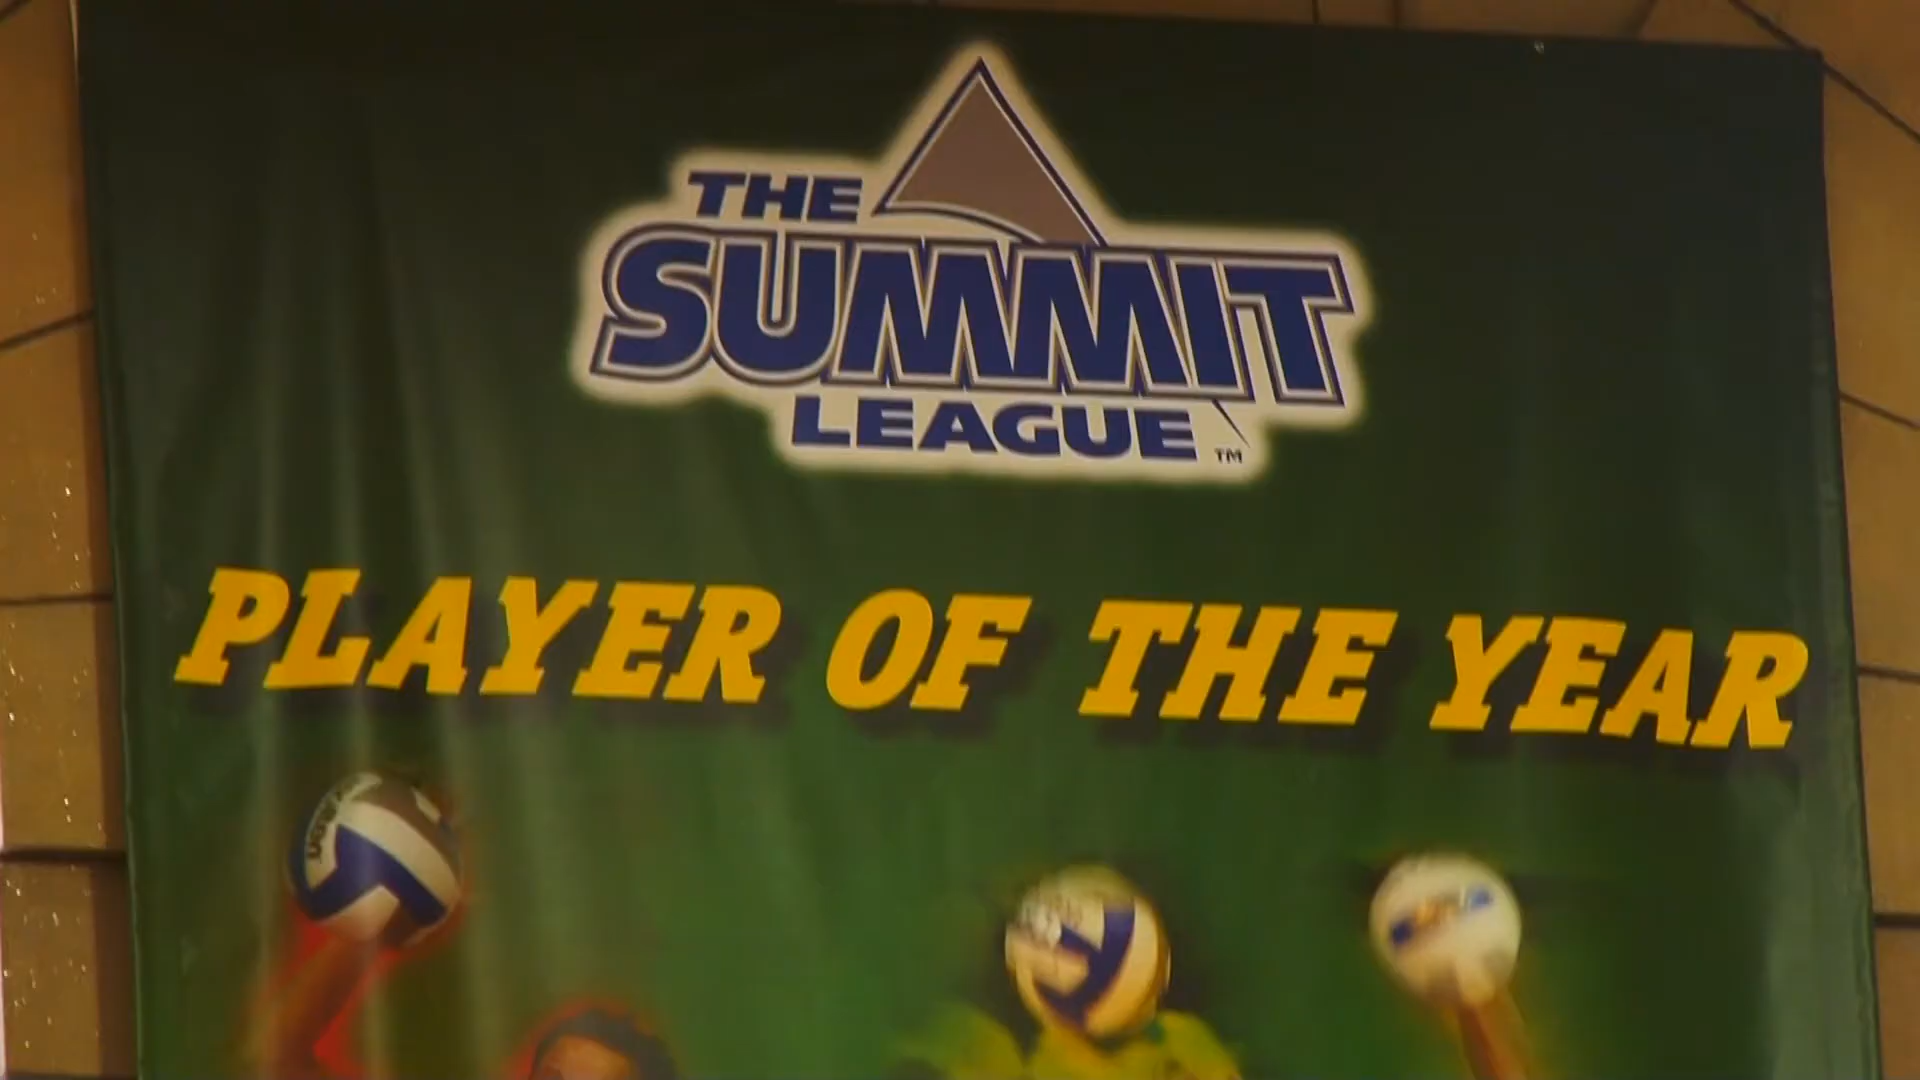 THE
SUMMIT
LEAGUE TM
PLAYER OF THE YEAR